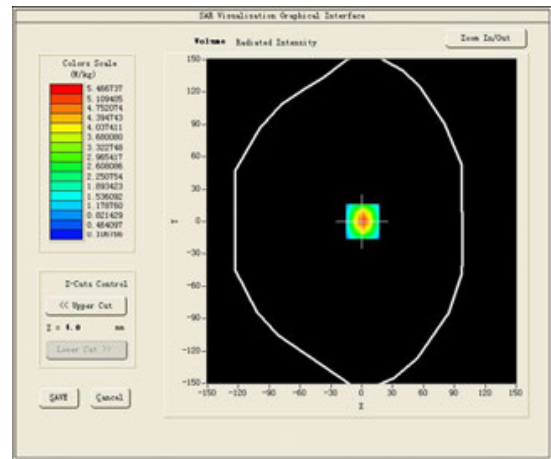 SAR Visualisation Graphical Interface
Volume Radiated Intensity
Zoom In/Out
Colors Scale
(W/kg)
5.466737
5.109405
4.752074
4.394743
4.037411
3.680080
3.322748
2.965417
2.608086
2.250754
1.893423
1.536092
1.178760
0.821429
0.464097
0.106766
150
120
90
60
30
Y
0
-30
-60
-90
-120
-150
-150 -120 -90 -60 -30 0 30 60 90 120 150
X
Z-Cuts Control
<< Upper Cut
Z = 4.0 mm
Lower Cut >>
SAVE Cancel